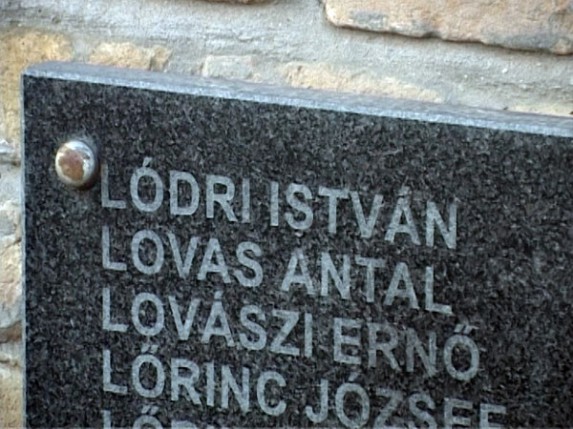 LÓDRI ISTVÁN
LOVAS ANTAL
LOVÁSZI ERNŐ
LŐRINC JÓZSEF